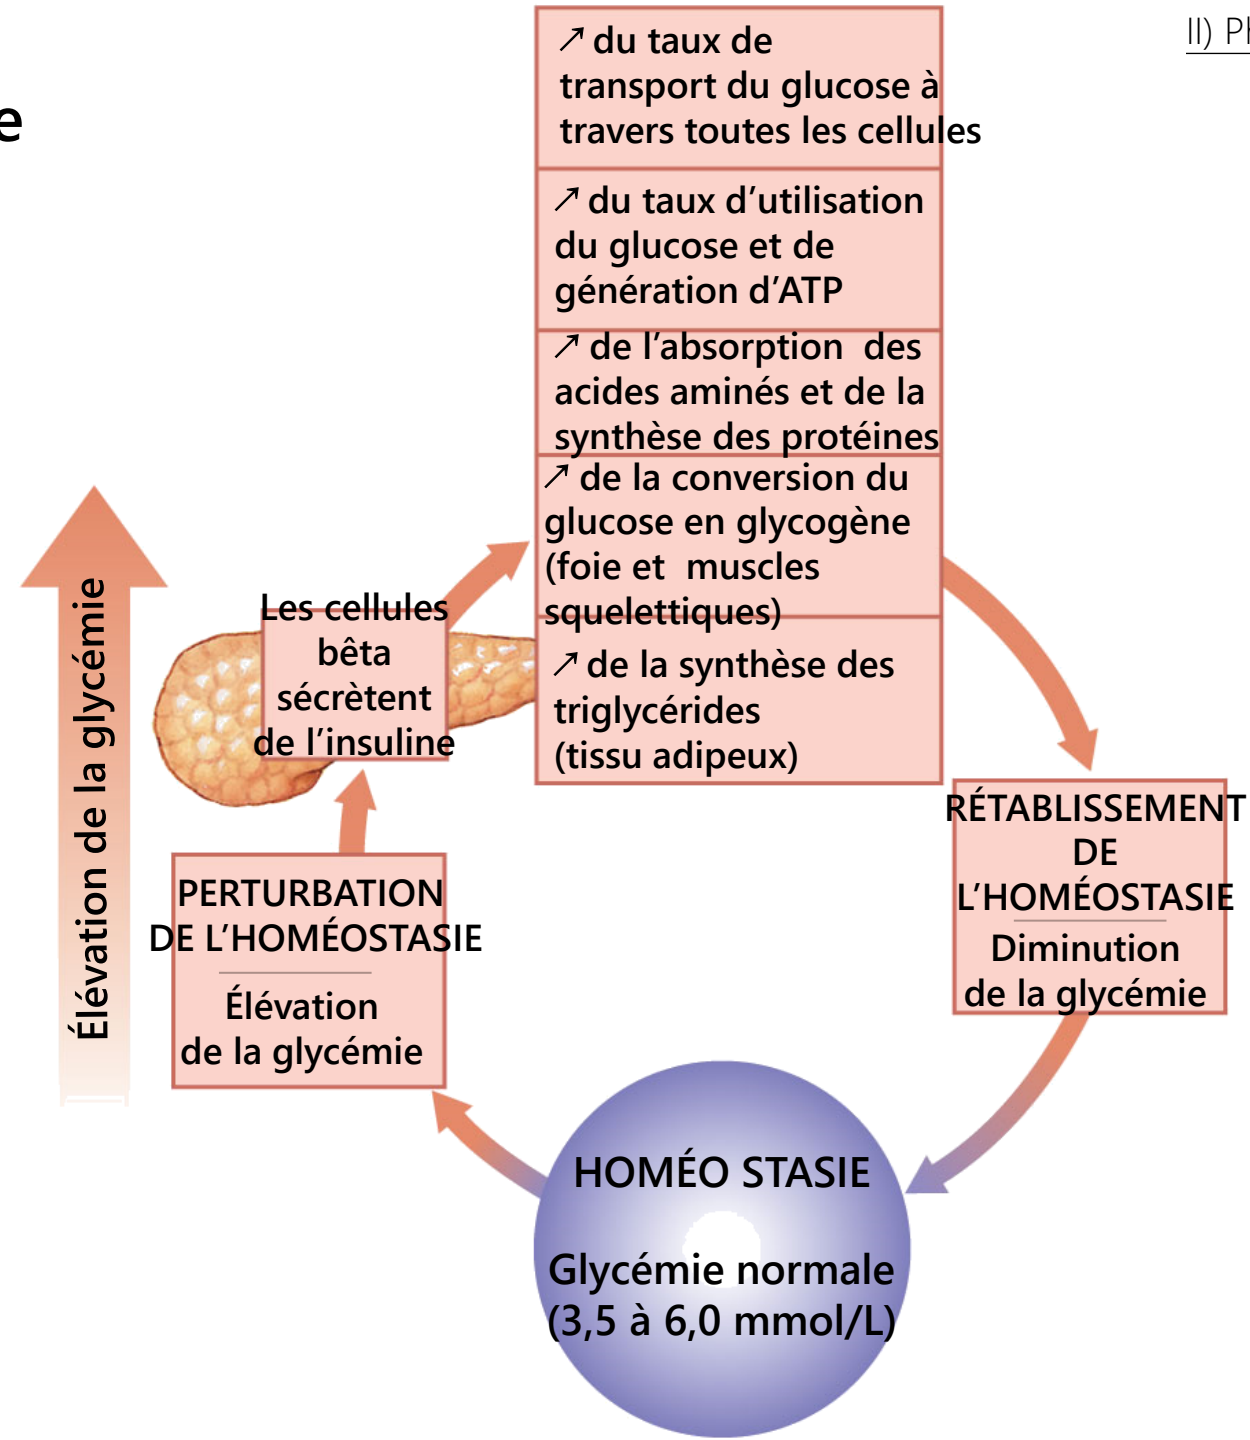 II)
e
↗ du taux de
transport du glucose à
travers toutes les cellules
↗ du taux d’utilisation
du glucose et de
génération d’ATP
↗ de l’absorption des
acides aminés et de la
synthèse des protéines
↗ de la conversion du
glucose en glycogène
(foie et muscles
squelettiques)
↗ de la synthèse des
triglycérides
(tissu adipeux)
Élévation de la glycémie
Les cellules
bêta
sécrètent
de l’insuline
PERTURBATION
DE L’HOMÉOSTASIE
Élévation
de la glycémie
RÉTABLISSEMENT
DE
L’HOMÉOSTASIE
Diminution
de la glycémie
HOMÉO STASIE
Glycémie normale
(3,5 à 6,0 mmol/L)